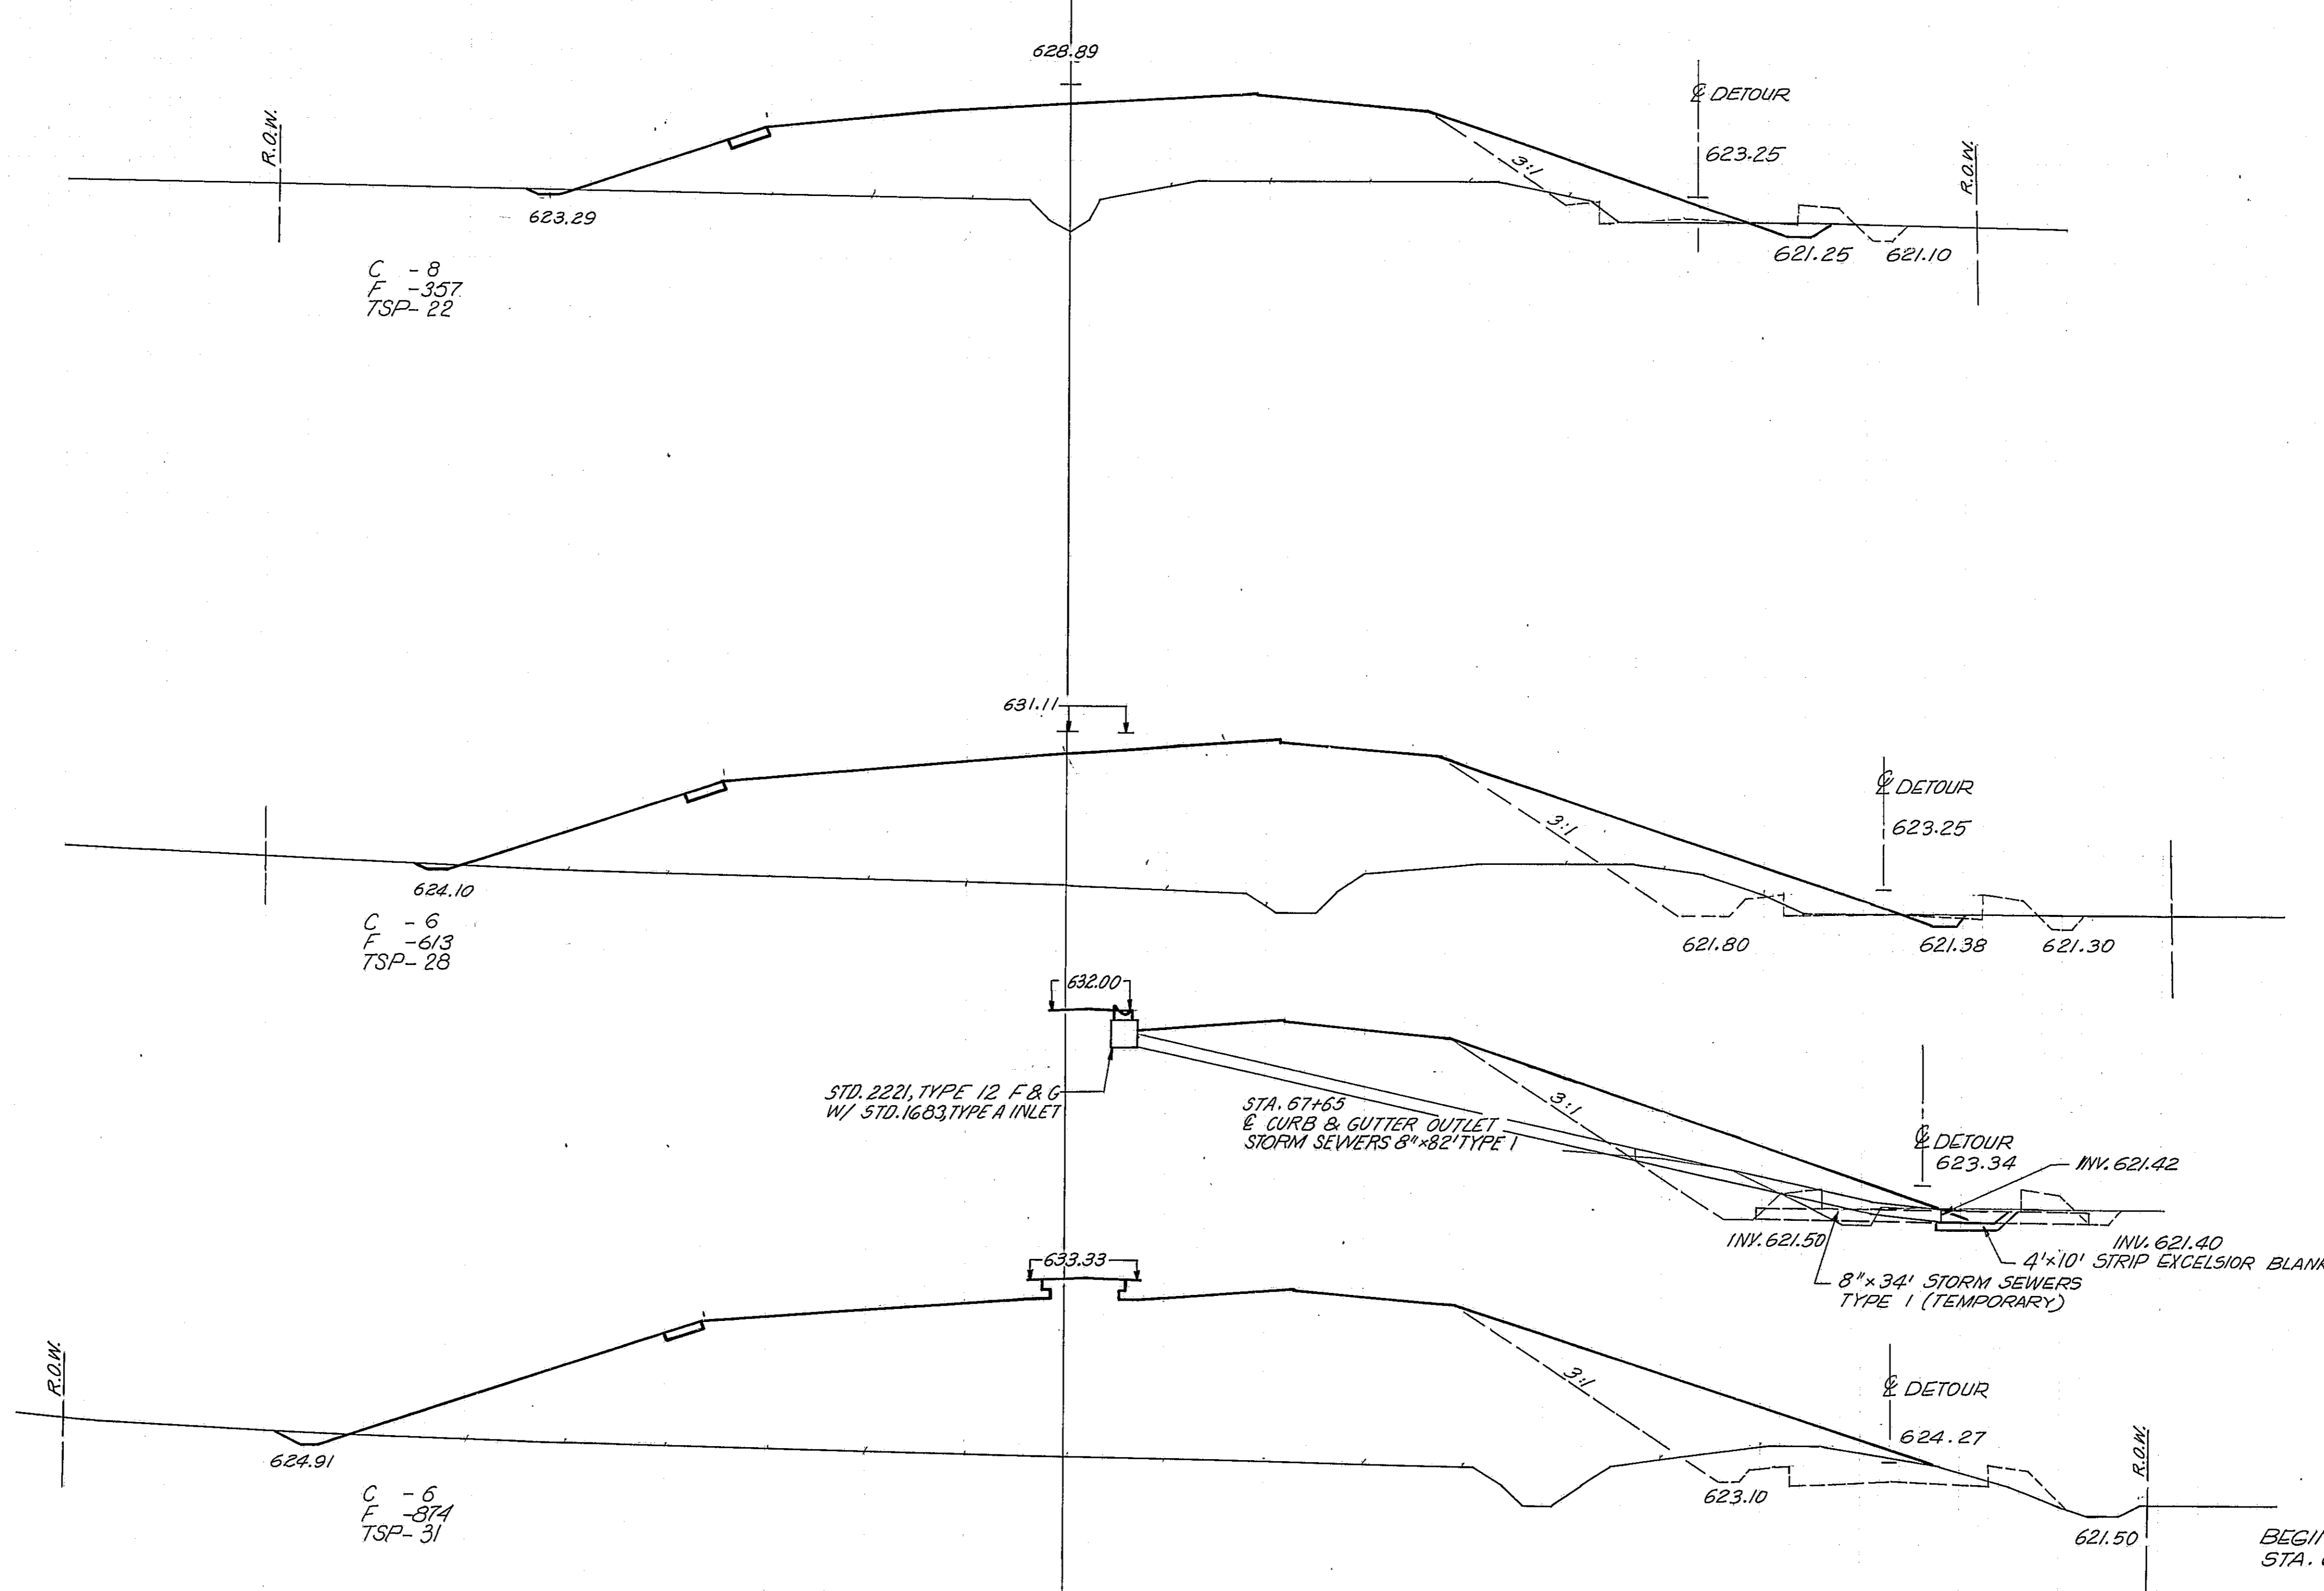 628.89
R.O.W.
℄ DETOUR
623.25
R.O.W.
3:1
623.29
621.25
621.10
C - 8
F -357
TSP- 22
631.11
℄ DETOUR
623.25
3:1
624.10
621.80
621.38
621.30
C - 6
F -613
TSP- 28
632.00
STD. 2221, TYPE 12 F & G
W/ STD. 1683, TYPE A INLET
STA. 67+65
℄ CURB & GUTTER OUTLET
STORM SEWERS 8"×82' TYPE 1
3:1
℄ DETOUR
623.34
INV. 621.42
INV. 621.50
INV. 621.40
4'×10' STRIP EXCELSIOR
8"×34' STORM SEWERS
TYPE 1 (TEMPORARY)
633.33
R.O.W.
3:1
℄ DETOUR
624.27
R.O.W.
624.91
623.10
621.50
C - 6
F -874
TSP- 31
STA.